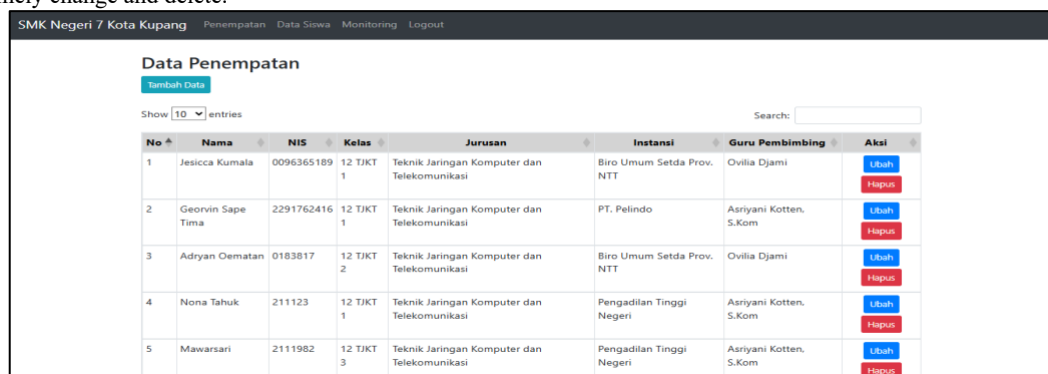 nery change and delete.
SMK Negeri 7 Kota Kupang Penempatan Data Siswa Monitoring Logout
Data Penempatan
Tambah Data
Show 10 entries Search:
No Nama NIS Kelas Jurusan Instansi Guru Pembimbing Aksi
1 Jesicca Kumala 0096365189 12 TJKT Teknik Jaringan Komputer dan Biro Umum Setda Prov. Ovilia Djami Ubah
1 Telekomunikasi NTT Hapus
2 Georvin Sape 2291762416 12 TJKT Teknik Jaringan Komputer dan PT. Pelindo Asriyani Kotten, Ubah
Tima 1 Telekomunikasi S.Kom Hapus
3 Adryan Oematan 0183817 12 TJKT Teknik Jaringan Komputer dan Biro Umum Setda Prov. Ovilia Djami Ubah
2 Telekomunikasi NTT Hapus
4 Nona Tahuk 211123 12 TJKT Teknik Jaringan Komputer dan Pengadilan Tinggi Asriyani Kotten, Ubah
1 Telekomunikasi Negeri S.Kom Hapus
5 Mawarsari 2111982 12 TJKT Teknik Jaringan Komputer dan Pengadilan Tinggi Asriyani Kotten, Ubah
3 Telekomunikasi Negeri S.Kom Hapus